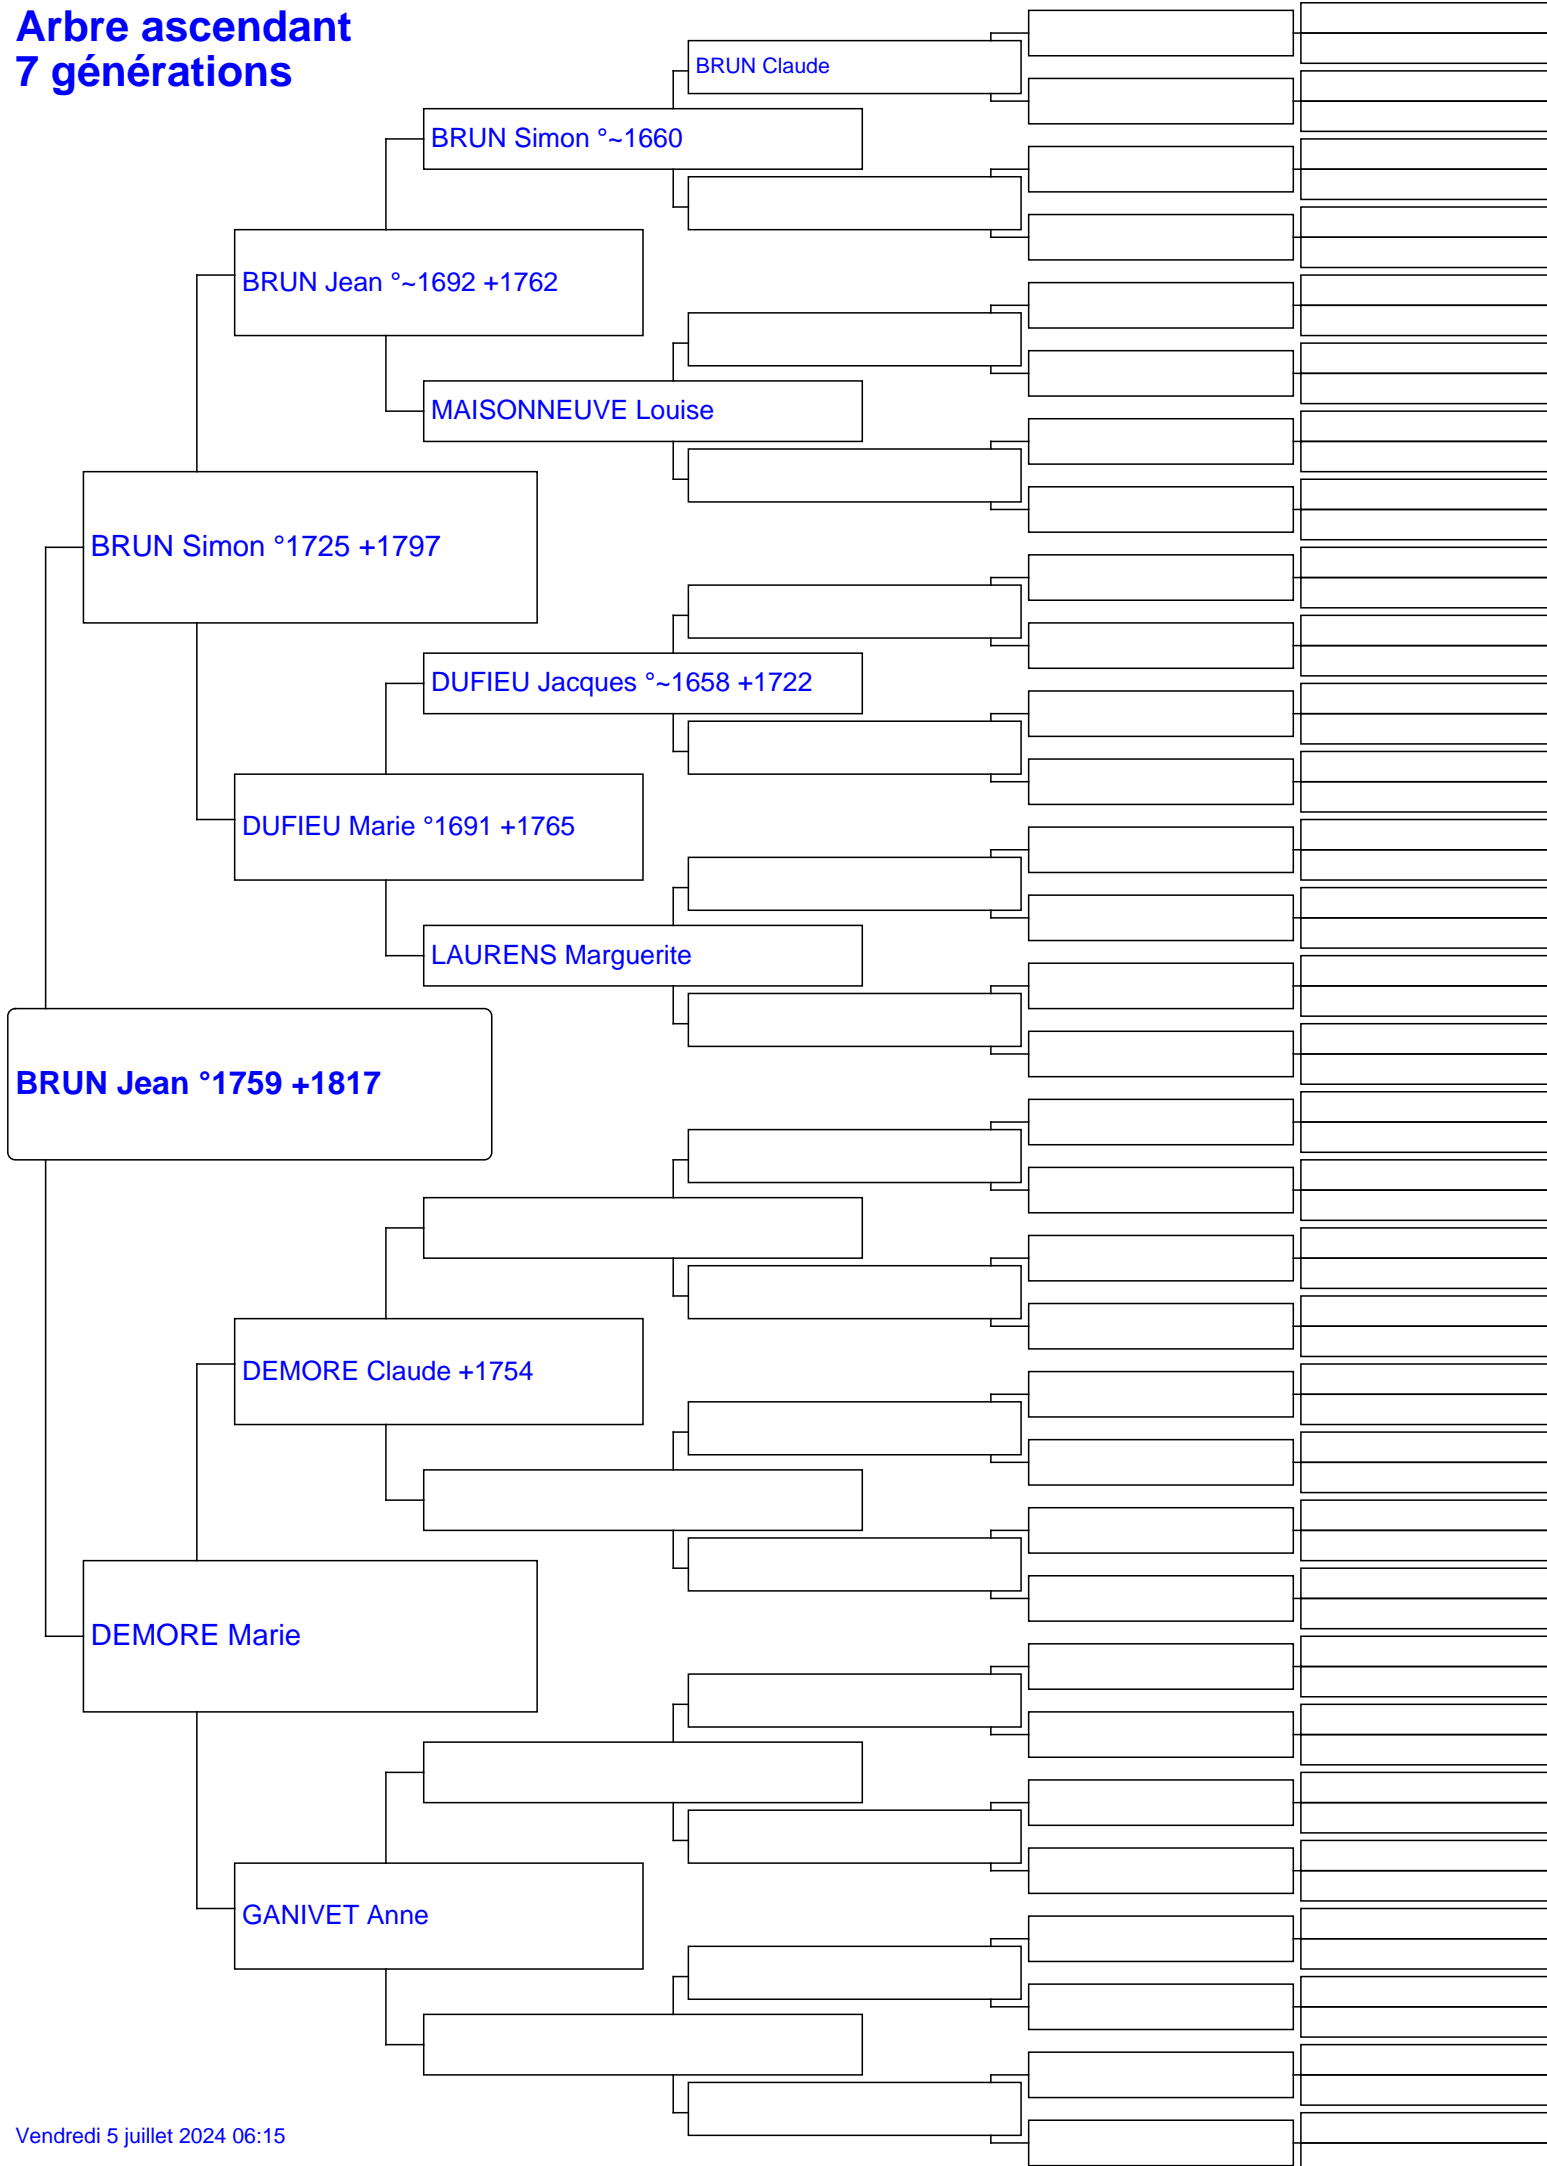 Arbre ascendant
7 générations
BRUN Claude
BRUN Simon °~1660
BRUN Jean °~1692 +1762
MAISONNEUVE Louise
BRUN Simon °1725 +1797
DUFIEU Jacques °~1658 +1722
DUFIEU Marie °1691 +1765
LAURENS Marguerite
BRUN Jean °1759 +1817
DEMORE Claude +1754
DEMORE Marie
GANIVET Anne
Vendredi 5 juillet 2024 06:15